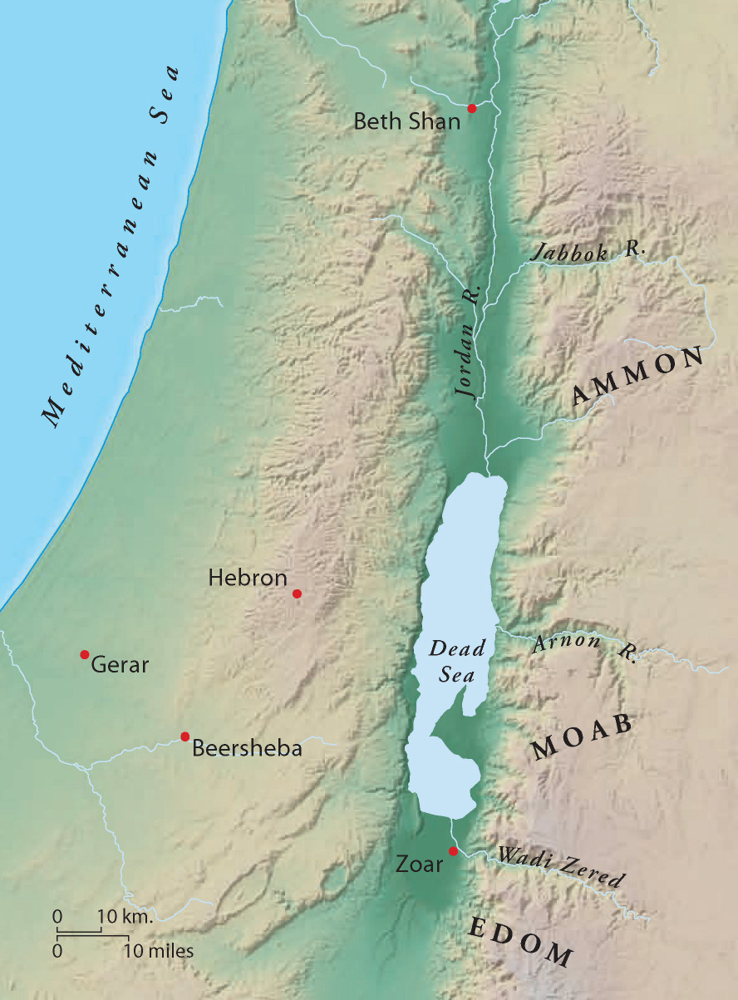 Mediterranean Sea
Beth Shan
Jabbok R.
Jordan R.
AMMON
Hebron
Dead
Sea
Arnon R.
Gerar
MOAB
Beersheba
Zoar
Wadi Zered
EDOM
0 10 km.
0 10 miles